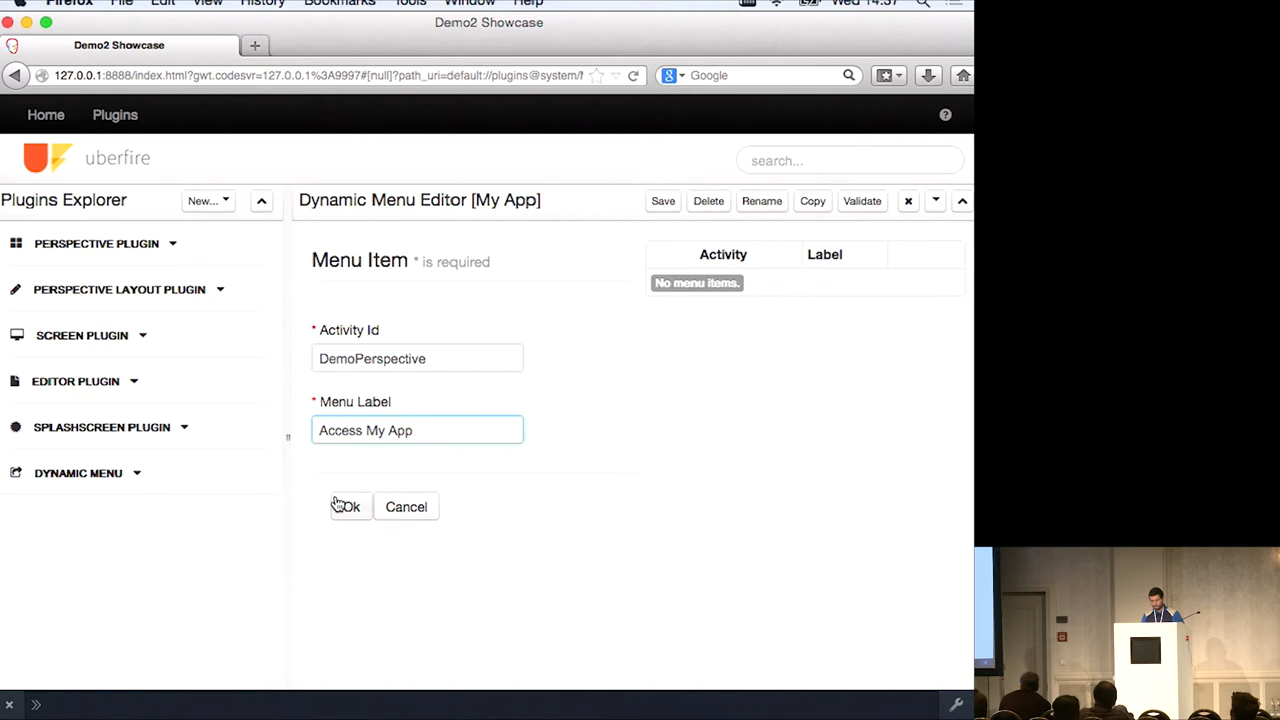 Firefox File Edit View History Bookmarks Tools Window Help Wed 14:37
Demo2 Showcase
Demo2 Showcase
127.0.0.1:8888/index.html?gwt.codesvr=127.0.0.1%3A9997#[null]?path_uri=default://plugins@system/
Google
Home Plugins
uberfire
search...
Plugins Explorer
New...
Dynamic Menu Editor [My App]
Save Delete Rename Copy Validate
PERSPECTIVE PLUGIN
PERSPECTIVE LAYOUT PLUGIN
SCREEN PLUGIN
EDITOR PLUGIN
SPLASHSCREEN PLUGIN
DYNAMIC MENU
Menu Item * is required
* Activity Id
DemoPerspective
* Menu Label
Access My App
Ok Cancel
Activity Label
No menu items.